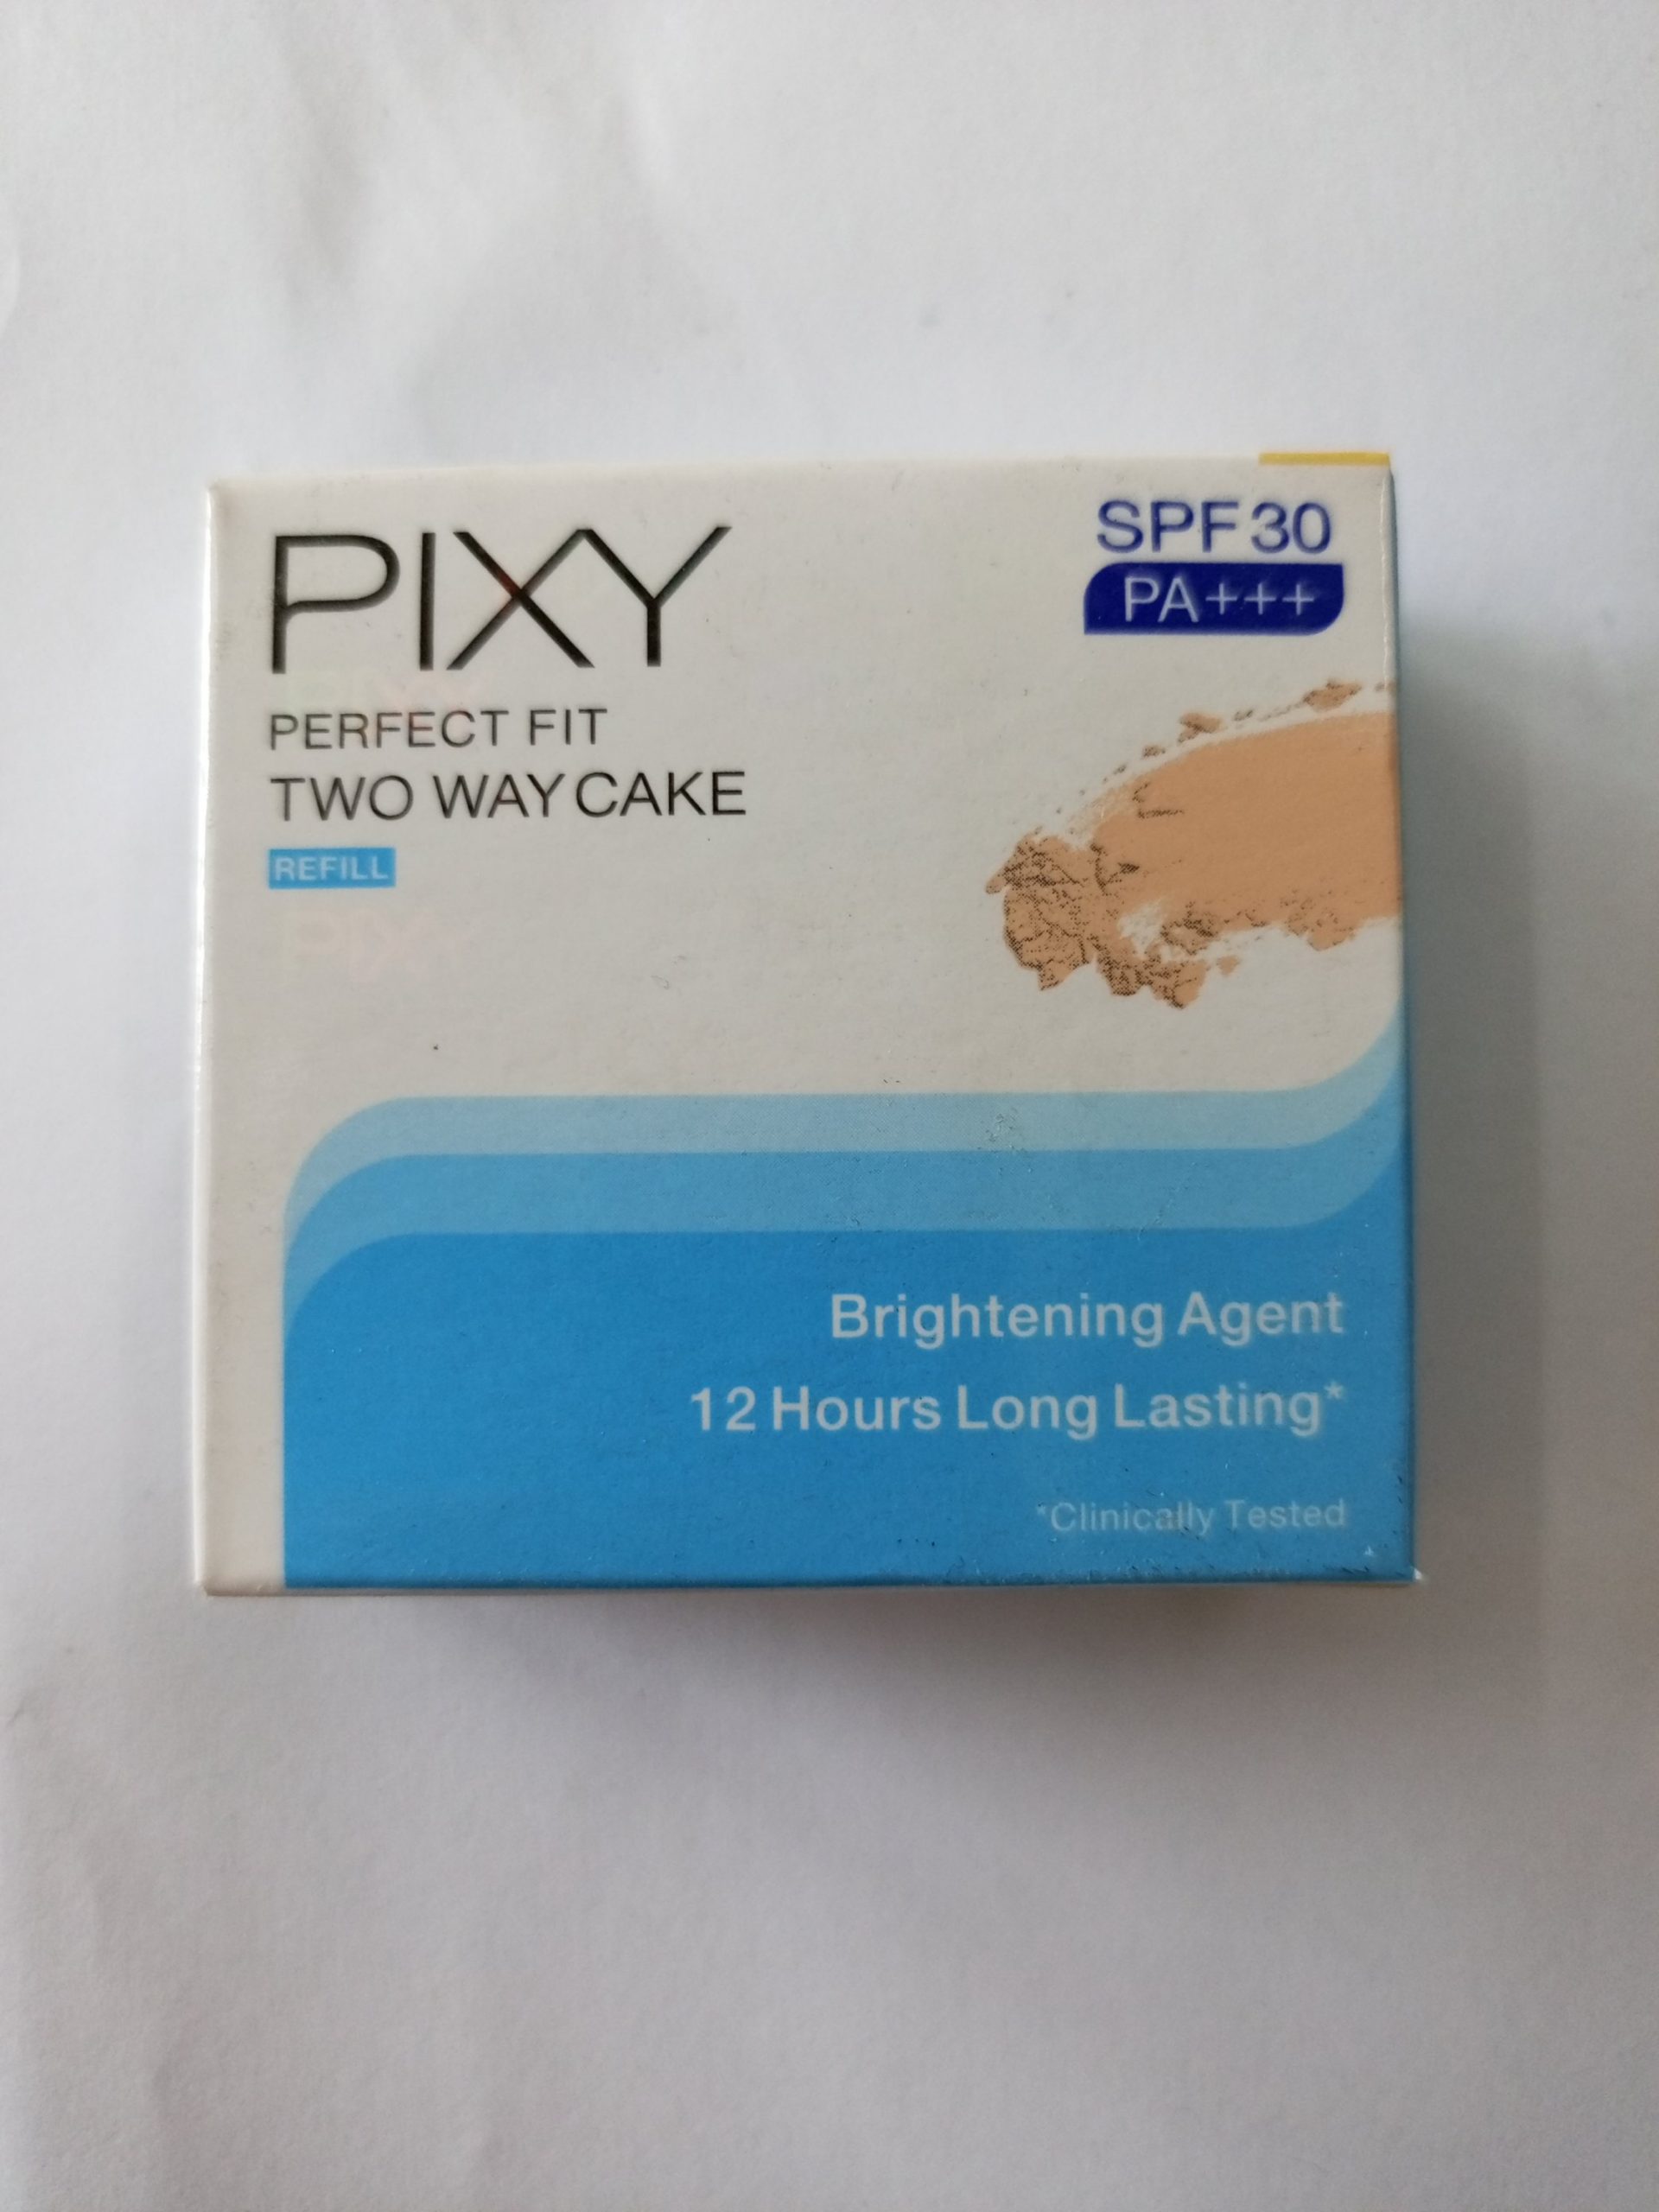 PIXY
SPF 30
PA+++
PERFECT FIT
TWO WAY CAKE
REFILL
Brightening Agent
12 Hours Long Lasting*
*Clinically Tested